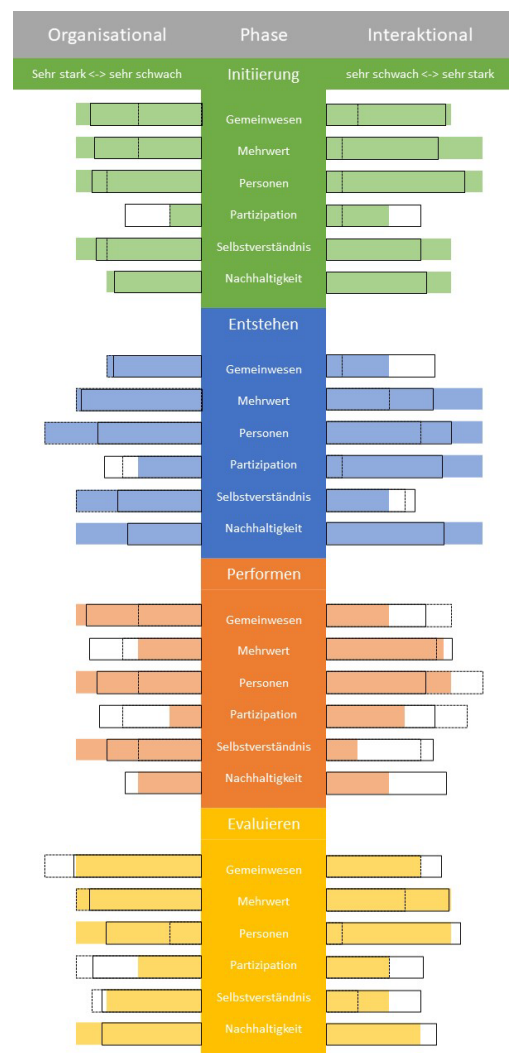 Organisational Phase Interaktional
Sehr stark <-> sehr schwach Initiierung sehr schwach <-> sehr stark
Gemeinwesen
Mehrwert
Personen
Partizipation
Selbstverständnis
Nachhaltigkeit
Entstehen
Gemeinwesen
Mehrwert
Personen
Partizipation
Selbstverständnis
Nachhaltigkeit
Performen
Gemeinwesen
Mehrwert
Personen
Partizipation
Selbstverständnis
Nachhaltigkeit
Evaluieren
Gemeinwesen
Mehrwert
Personen
Partizipation
Selbstverständnis
Nachhaltigkeit